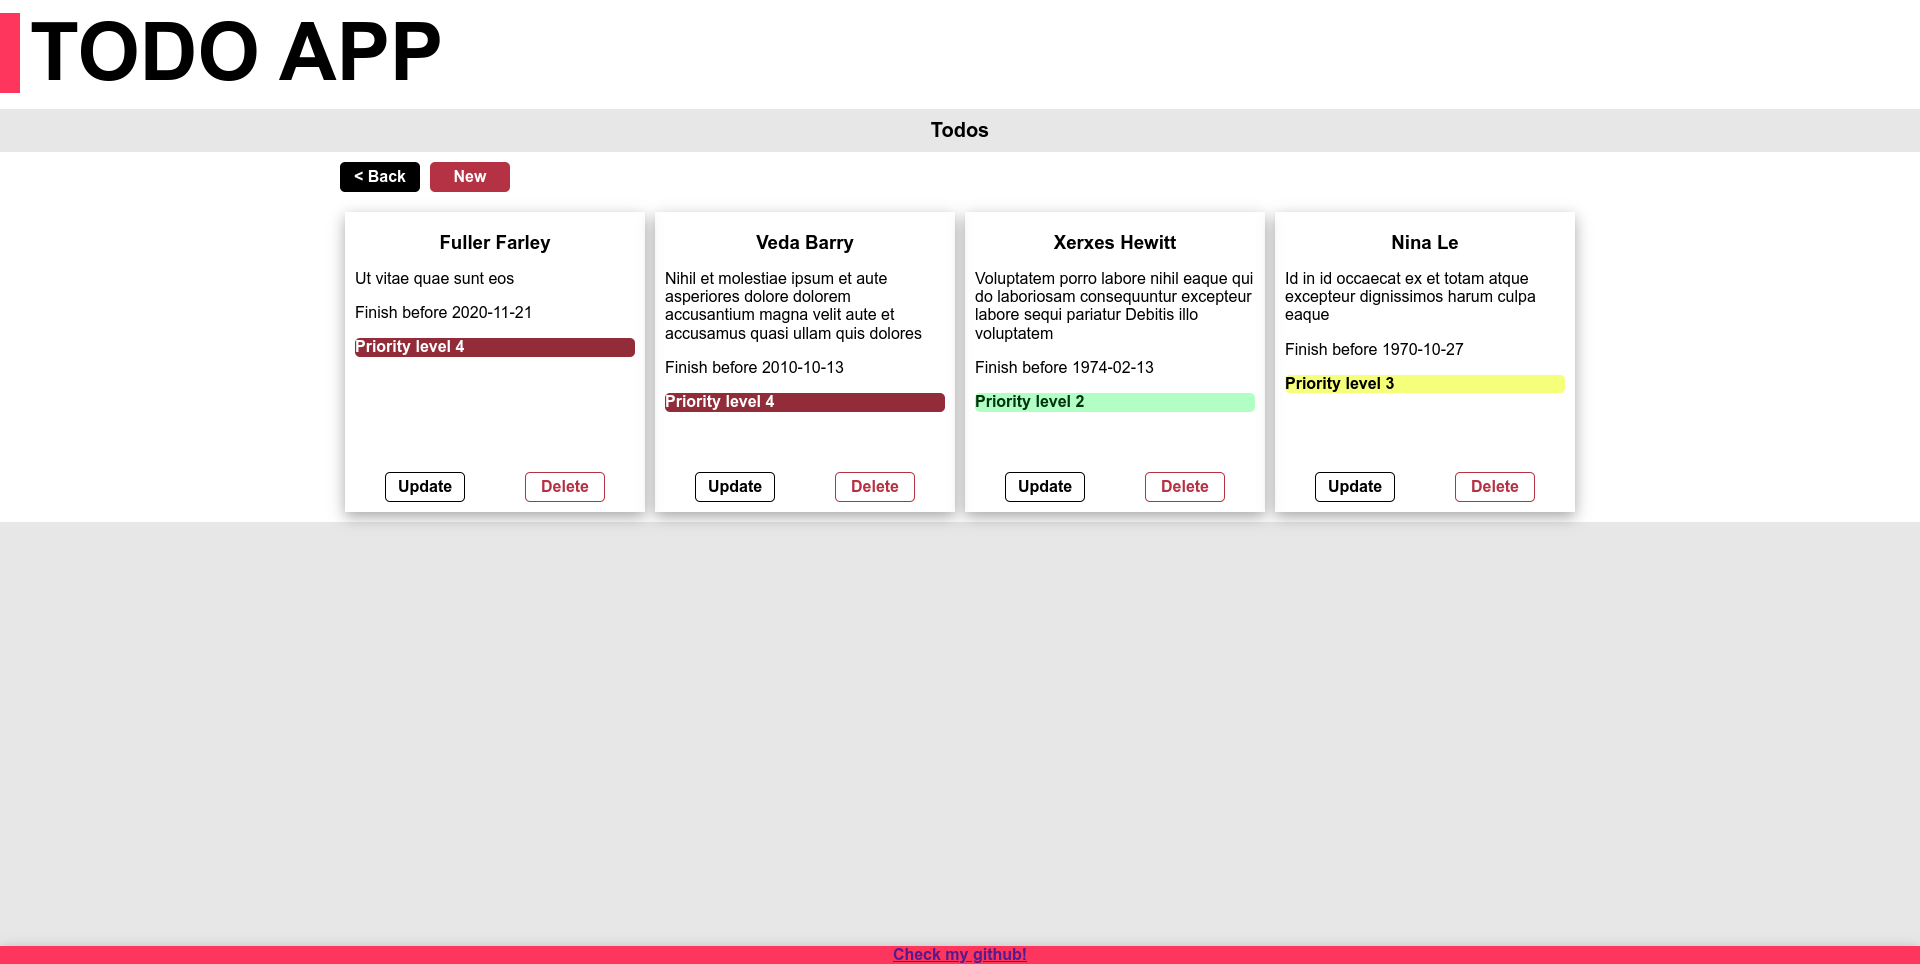 TODO APP
Todos
< Back
New
Fuller Farley
Ut vitae quae sunt eos
Finish before 2020-11-21
Priority level 4
Update
Delete
Veda Barry
Nihil et molestiae ipsum et aute
asperiores dolore dolorem
accusantium magna velit aute et
accusamus quasi ullam quis dolores
Finish before 2010-10-13
Priority level 4
Update
Delete
Xerxes Hewitt
Voluptatem porro labore nihil eaque qui
do laboriosam consequuntur excepteur
labore sequi pariatur Debitis illo
voluptatem
Finish before 1974-02-13
Priority level 2
Update
Delete
Nina Le
Id in id occaecat ex et totam atque
excepteur dignissimos harum culpa
eaque
Finish before 1970-10-27
Priority level 3
Update
Delete
Check my github!